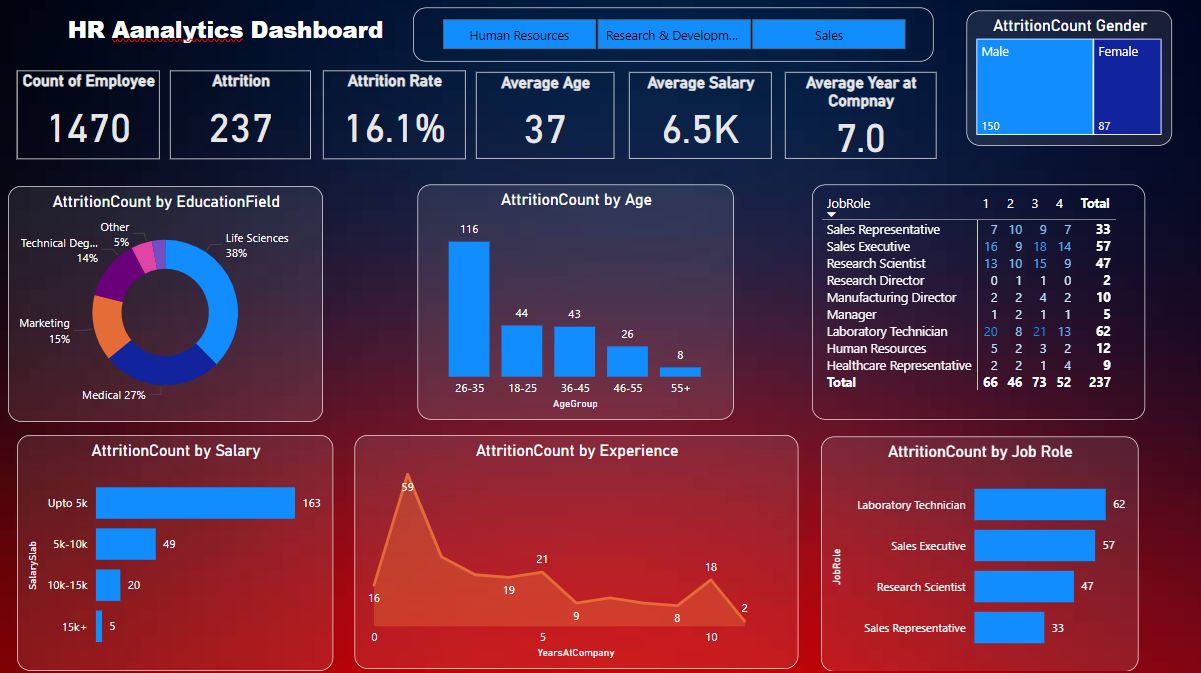 HR Aanalytics Dashboard
Human Resources
Research & Developm...
Sales
AttritionCount Gender
Male
150
Female
87
Count of Employee
1470
Attrition
237
Attrition Rate
16.1%
Average Age
37
Average Salary
6.5K
Average Year at
Compnay
7.0
AttritionCount by EducationField
Other
5%
Technical Deg...
14%
Life Sciences
38%
Marketing
15%
Medical 27%
AttritionCount by Age
116
44
43
26
8
26-35 18-25 36-45 46-55 55+
AgeGroup
JobRole 1 2 3 4 Total
Sales Representative 7 10 9 7 33
Sales Executive 16 9 18 14 57
Research Scientist 13 10 15 9 47
Research Director 0 1 1 0 2
Manufacturing Director 2 2 4 2 10
Manager 1 2 1 1 5
Laboratory Technician 20 8 21 13 62
Human Resources 5 2 3 2 12
Healthcare Representative 2 2 1 4 9
Total 66 46 73 52 237
AttritionCount by Salary
SalarySlab
Upto 5k 163
5k-10k 49
10k-15k 20
15k+ 5
AttritionCount by Experience
59
16
19
21
9
8
18
2
0 5 10
YearsAtCompany
AttritionCount by Job Role
JobRole
Laboratory Technician 62
Sales Executive 57
Research Scientist 47
Sales Representative 33